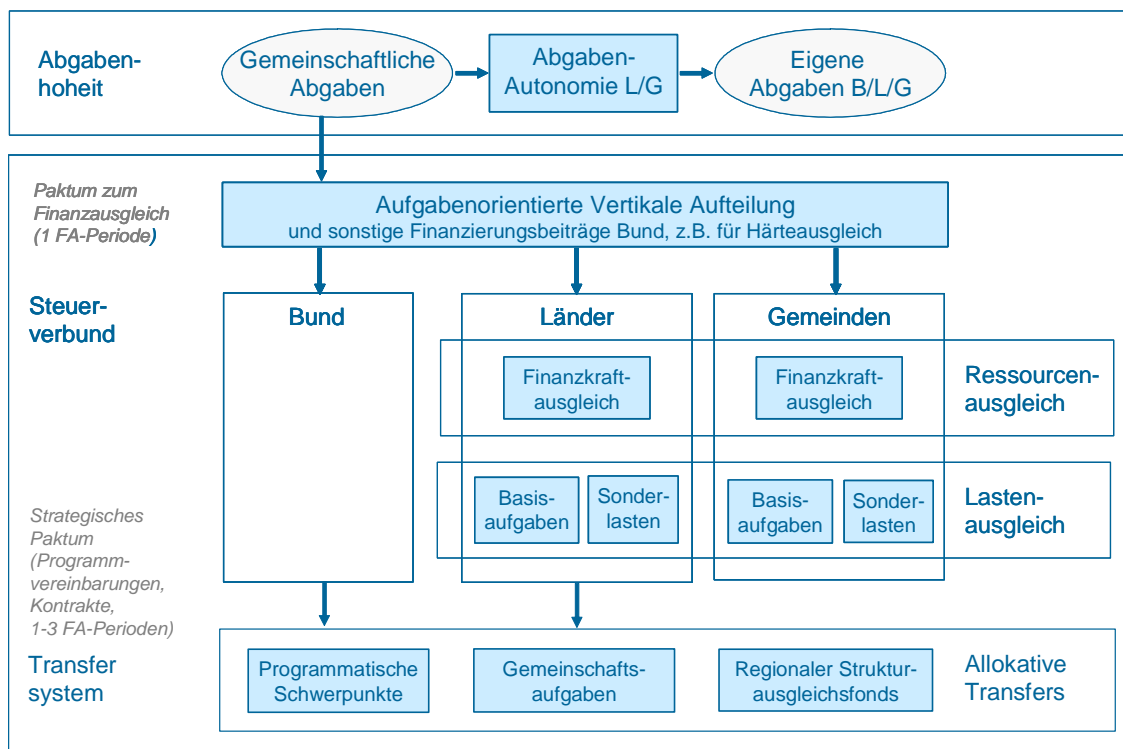 Abgaben-
hoheit
Gemeinschaftliche
Abgaben
Abgaben-
Autonomie L/G
Eigene
Abgaben B/L/G
Paktum zum
Finanzausgleich
(1 FA-Periode)
Aufgabenorientierte Vertikale Aufteilung
und sonstige Finanzierungsbeiträge Bund, z.B. für Härteausgleich
Steuer-
verbund
Bund
Länder
Gemeinden
Finanzkraft-
ausgleich
Finanzkraft-
ausgleich
Ressourcen-
ausgleich
Basis-
aufgaben
Sonder-
lasten
Basis-
aufgaben
Sonder-
lasten
Lasten-
ausgleich
Strategisches
Paktum
(Programm-
vereinbarungen,
Kontrakte,
1-3 FA-Perioden)
Transfer
system
Programmatische
Schwerpunkte
Gemeinschafts-
aufgaben
Regionaler Struktur-
ausgleichsfonds
Allokative
Transfers